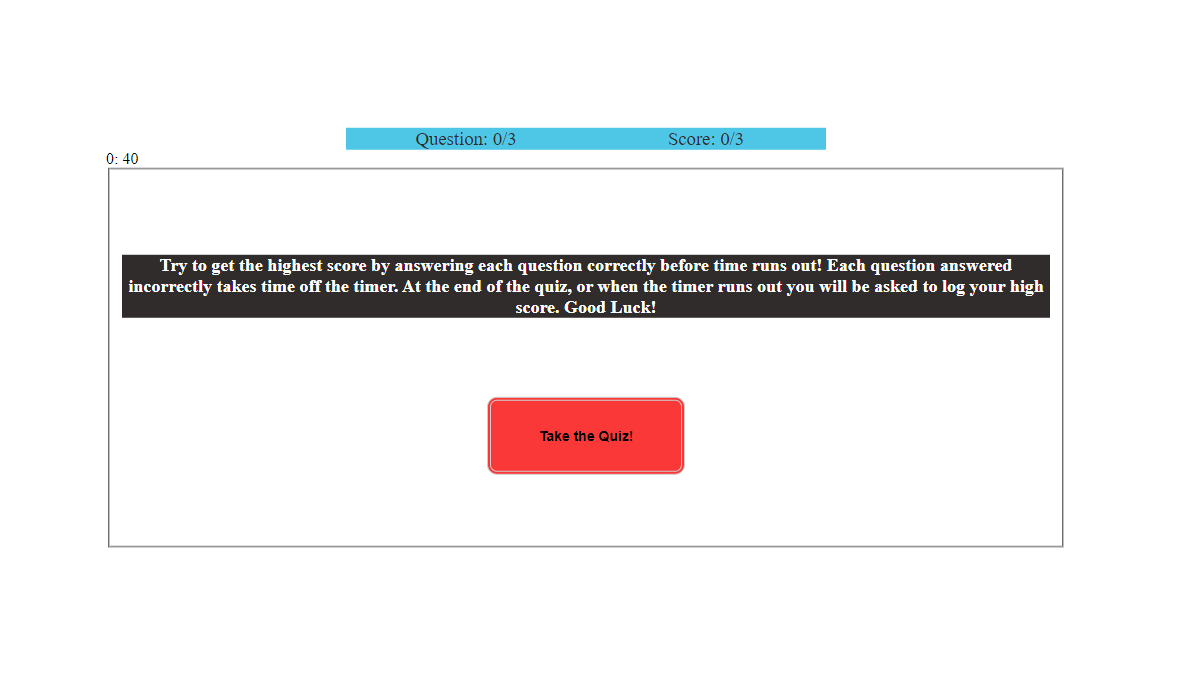 Question: 0/3 Score: 0/3
0: 40
Try to get the highest score by answering each question correctly before time runs out! Each question answered
incorrectly takes time off the timer. At the end of the quiz, or when the timer runs out you will be asked to log your high
score. Good Luck!
Take the Quiz!